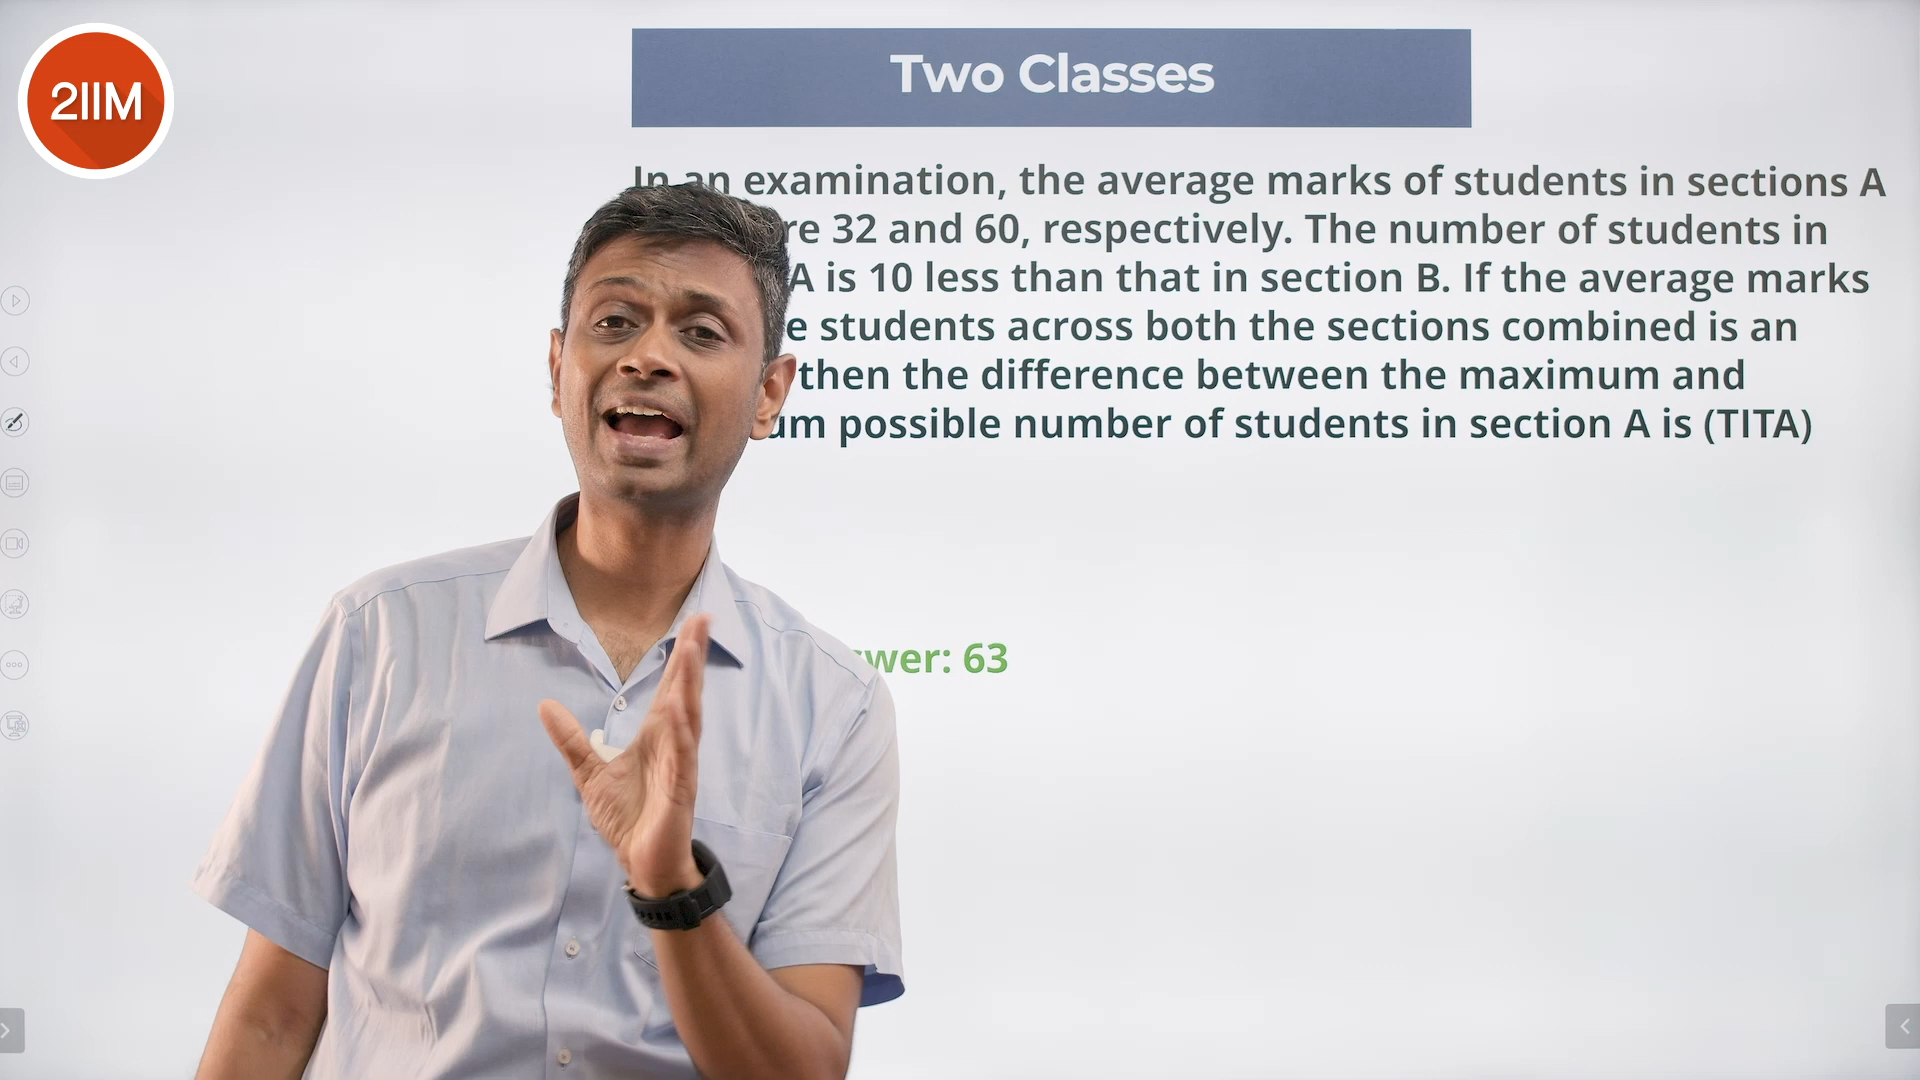 2IIM
Two Classes
In an examination, the average marks of students in sections A
re 32 and 60, respectively. The number of students in
A is 10 less than that in section B. If the average marks
e students across both the sections combined is an
then the difference between the maximum and
um possible number of students in section A is (TITA)
swer: 63